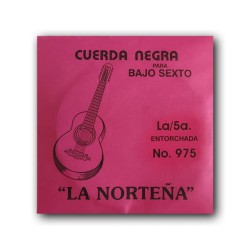 CUERDA NEGRA
PARA
BAJO SEXTO
La/5a.
ENTORCHADA
No. 975
"LA NORTEÑA"